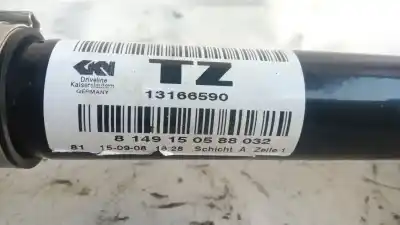 GKN
Driveline
Kaiserslautern
GERMANY
TZ
13166590
8 149 15 05 88 032
81 15-09-08 18:28 Schicht A Zeile 1